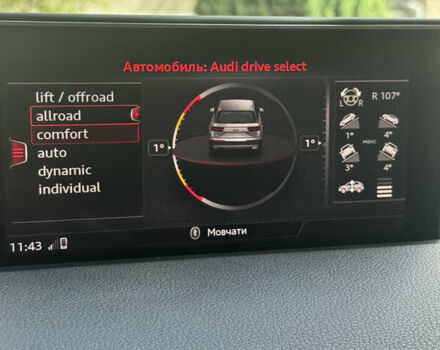 Автомобиль: Audi drive select
lift / offroad
allroad
comfort
auto
dynamic
individual
1°
1°
L R
R 107°
1° 4°
макс
3° 4°
11:43
Мовчати